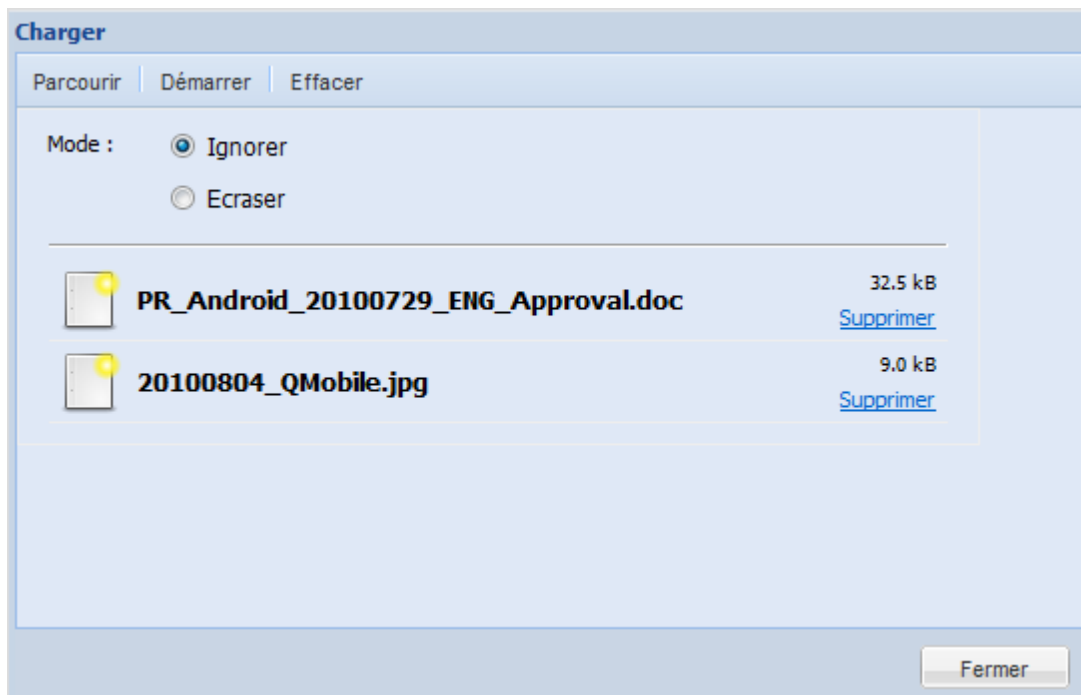 Charger
Parcourir Démarrer Effacer
Mode : Ignorer
Ecraser
PR_Android_20100729_ENG_Approval.doc 32.5 kB
Supprimer
20100804_QMobile.jpg 9.0 kB
Supprimer
Fermer